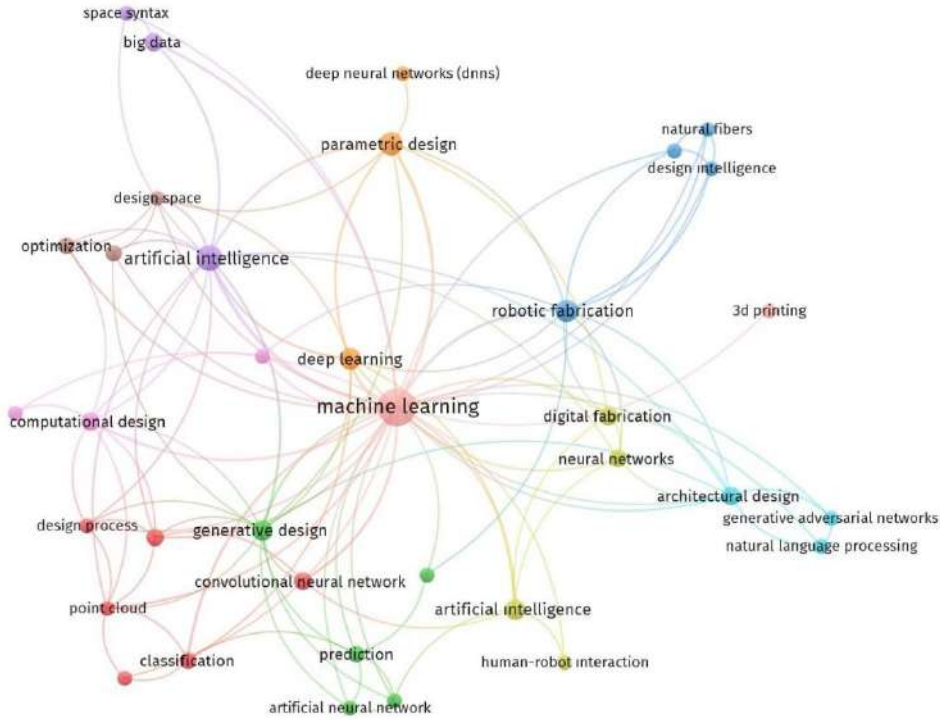 space syntax
big data
deep neural networks (dnns)
parametric design
natural fibers
design intelligence
design space
optimization
artificial intelligence
robotic fabrication
3d printing
deep learning
machine learning
digital fabrication
computational design
neural networks
architectural design
generative adversarial networks
design process
generative design
natural language processing
convolutional neural network
point cloud
artificial intelligence
classification
prediction
human-robot interaction
artificial neural network